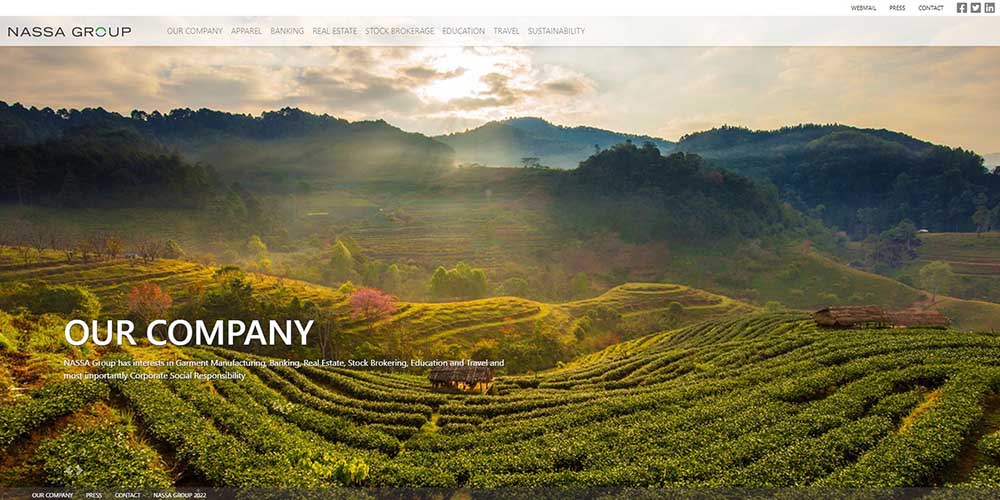 WEBMAIL PRESS CONTACT
NASSA GROUP OUR COMPANY APPAREL BANKING REAL ESTATE STOCK BROKERAGE EDUCATION TRAVEL SUSTAINABILITY
OUR COMPANY
NASSA Group has interests in Garment Manufacturing, Banking, Real Estate, Stock Brokering, Education and Travel and
most importantly Corporate Social Responsibility.
OUR COMPANY PRESS CONTACT NASSA GROUP 2022